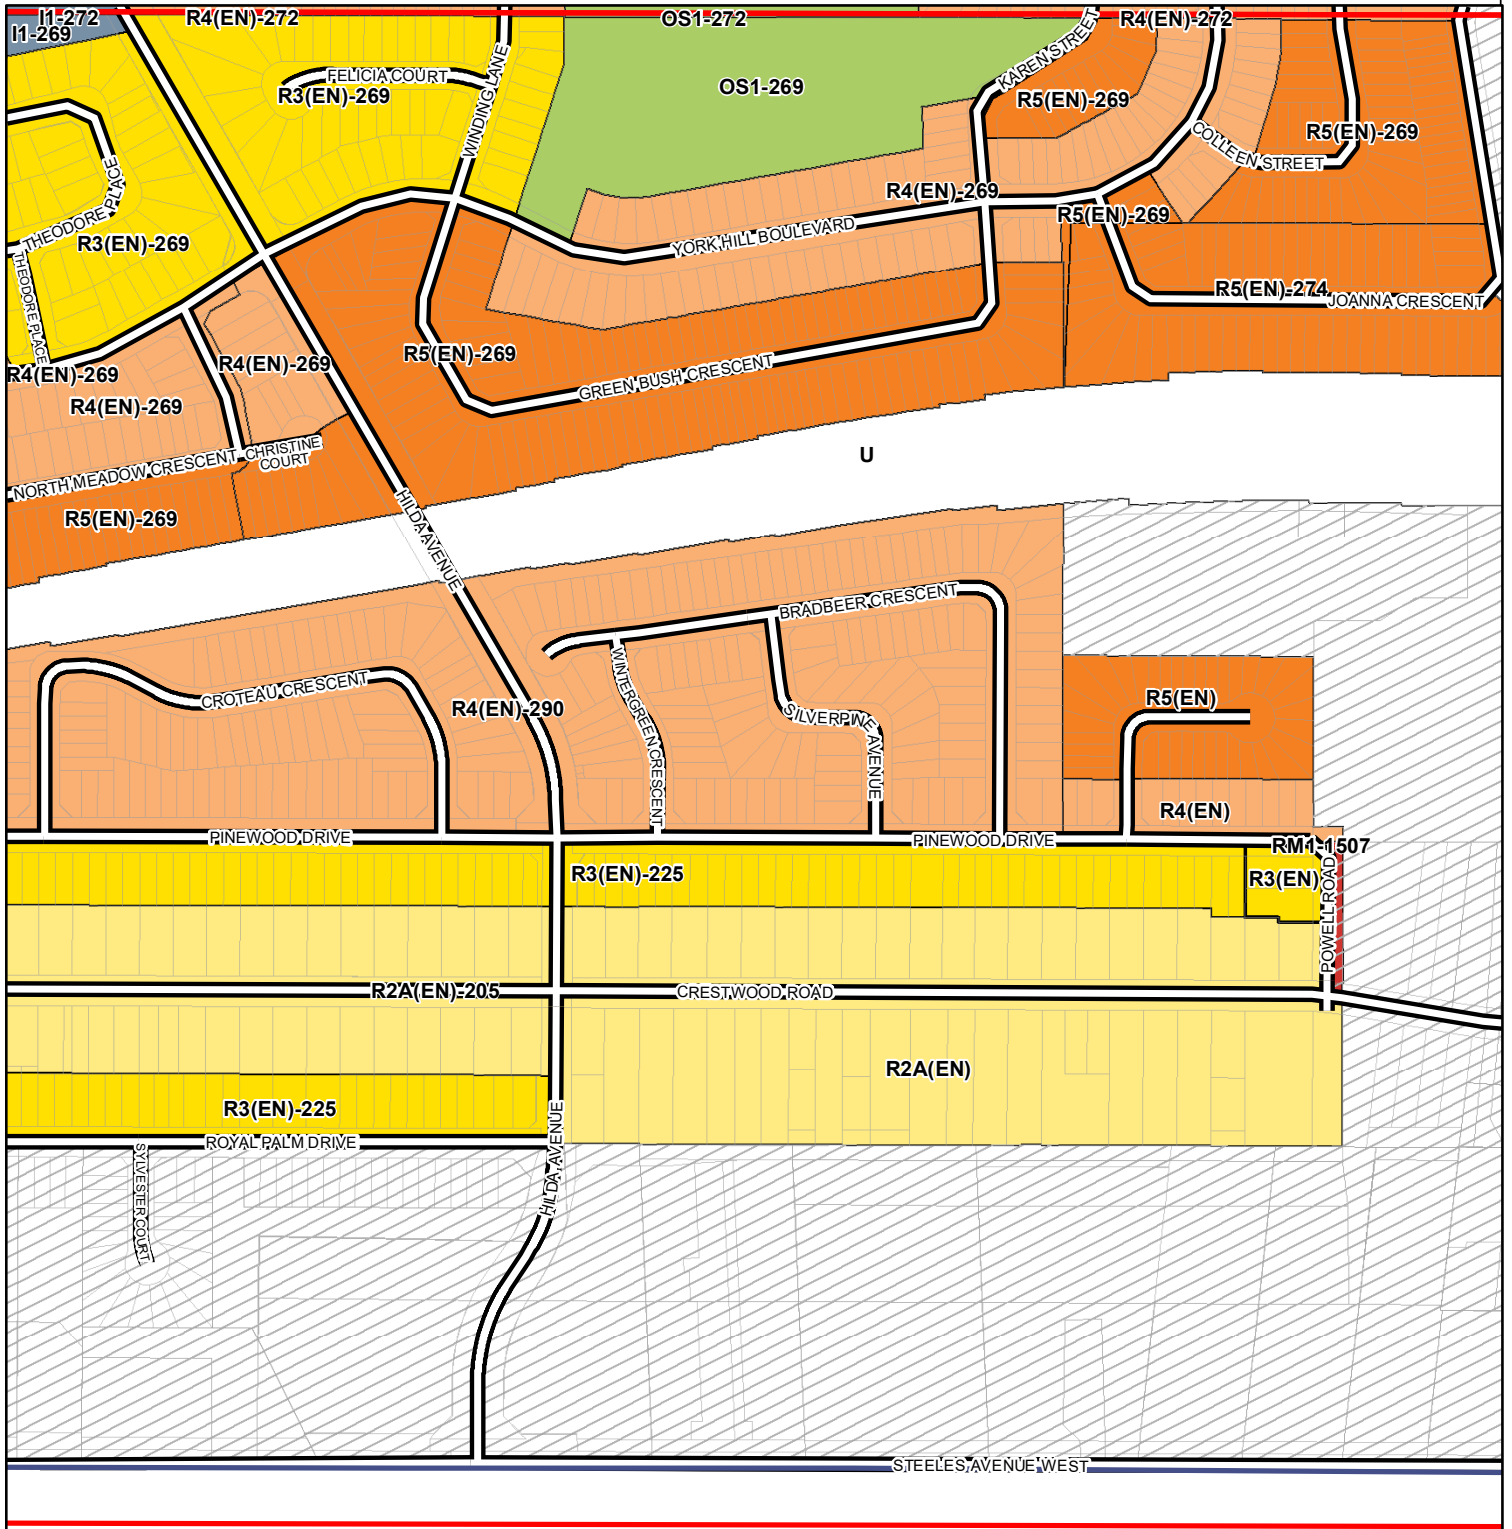 I1-272
R4(EN)-272
OS1-272
R4(EN)-272
I1-269
KAREN STREET
FELICIA COURT
R3(EN)-269
WINDING LANE
OS1-269
R5(EN)-269
COLLEEN STREET
R5(EN)-269
THEODORE PLACE
R3(EN)-269
THEODORE PLACE
R4(EN)-269
R5(EN)-269
YORK HILL BOULEVARD
R5(EN)-274
JOANNA CRESCENT
R4(EN)-269
R4(EN)-269
R5(EN)-269
GREEN BUSH CRESCENT
R4(EN)-269
NORTH MEADOW CRESCENT
CHRISTINE
COURT
U
R5(EN)-269
HILDA AVENUE
BRADBEER CRESCENT
CROTEAU CRESCENT
R4(EN)-290
WINTERGREEN CRESCENT
SILVERPINE AVENUE
R5(EN)
R4(EN)
PINEWOOD DRIVE
PINEWOOD DRIVE
RM1-1507
R3(EN)-225
R3(EN)
POWELL ROAD
R2A(EN)-205
CRESTWOOD ROAD
R2A(EN)
R3(EN)-225
ROYAL PALM DRIVE
HILDA AVENUE
SYLVESTER COURT
STEELES AVENUE WEST